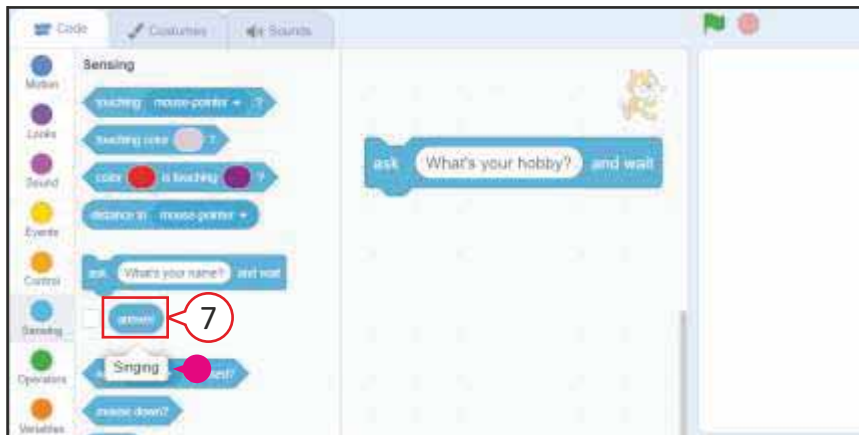 Code
Costumes
Sounds
Motion
Looks
Sound
Events
Control
Sensing
Operators
Variables
Sensing
touching mouse-pointer ?
touching color ?
color is touching ?
distance to mouse-pointer
ask What's your name? and wait
answer
7
Singing
mouse down?
ask What's your hobby? and wait